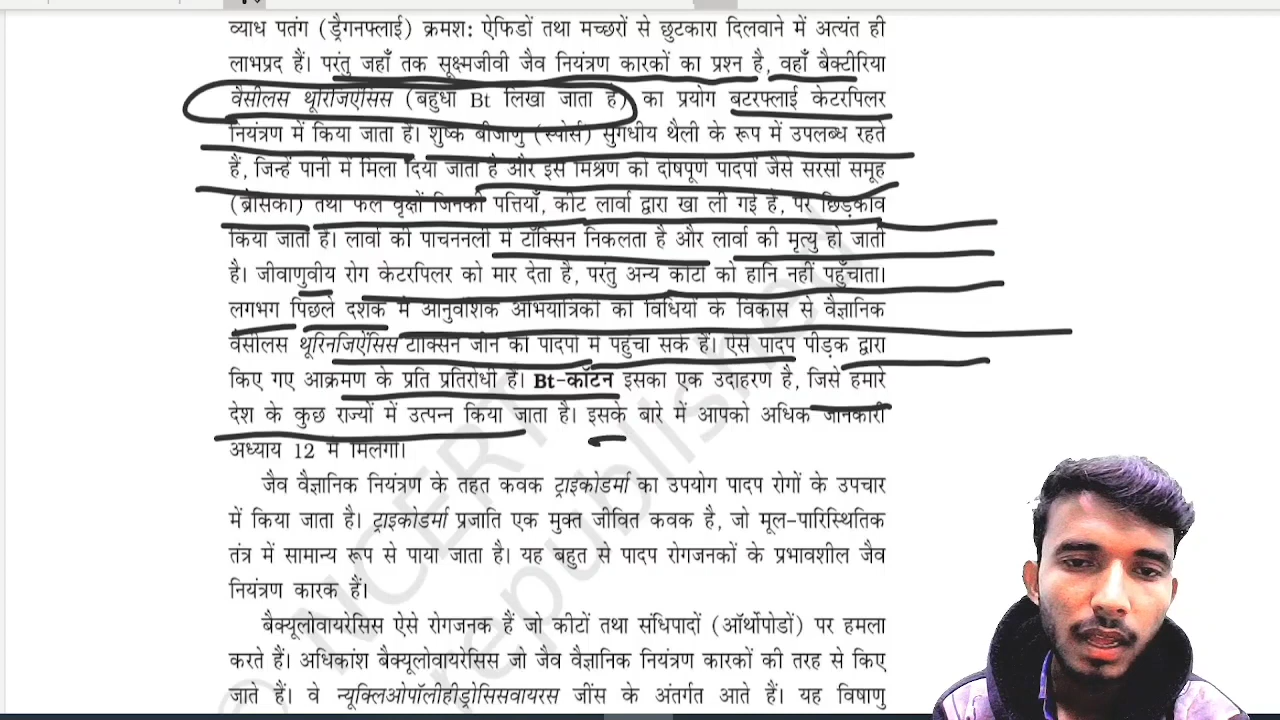 व्याध पतंग (ड्रैगनफ्लाई) क्रमश: ऐफिडों तथा मच्छरों से छुटकारा दिलवाने में अत्यंत ही
लाभप्रद हैं। परंतु जहाँ तक सूक्ष्मजीवी जैव नियंत्रण कारकों का प्रश्न है, वहाँ बैक्टीरिया
वैसीलस थूरिजिऐंसिस (बहुधा Bt लिखा जाता है) का प्रयोग बटरफ्लाई केटरपिलर
नियंत्रण में किया जाता है। शुष्क बीजाणु (स्पोर्स) सुगंधीय थैली के रूप में उपलब्ध रहते
हैं, जिन्हें पानी में मिला दिया जाता है और इस मिश्रण को दोषपूर्ण पादपों जैसे सरसों समूह
(ब्रैसिका) तथा फल वृक्षों जिनकी पत्तियाँ, कीट लार्वा द्वारा खा ली गई हैं, पर छिड़काव
किया जाता है। लार्वा की पाचननली में टॉक्सिन निकलता है और लार्वा की मृत्यु हो जाती
है। जीवाणुवीय रोग केटरपिलर को मार देता है, परंतु अन्य कीटों को हानि नहीं पहुँचाता।
लगभग पिछले दशक में आनुवंशिक अभियांत्रिकी की विधियों के विकास से वैज्ञानिक
वैसीलस थूरिनजिऐंसिस टॉक्सिन जीन को पादपों में पहुंचा सके हैं। ऐसे पादप पीड़क द्वारा
किए गए आक्रमण के प्रति प्रतिरोधी हैं। Bt-कॉटन इसका एक उदाहरण है, जिसे हमारे
देश के कुछ राज्यों में उत्पन्न किया जाता है। इसके बारे में आपको अधिक जानकारी
अध्याय 12 में मिलेगी।
जैव वैज्ञानिक नियंत्रण के तहत कवक ट्राइकोडर्मा का उपयोग पादप रोगों के उपचार
में किया जाता है। ट्राइकोडर्मा प्रजाति एक मुक्त जीवित कवक है, जो मूल-पारिस्थितिक
तंत्र में सामान्य रूप से पाया जाता है। यह बहुत से पादप रोगजनकों के प्रभावशील जैव
नियंत्रण कारक हैं।
बैक्यूलोवायरेसिस ऐसे रोगजनक हैं जो कीटों तथा संधिपादों (ऑर्थोपोडों) पर हमला
करते हैं। अधिकांश बैक्यूलोवायरेसिस जो जैव वैज्ञानिक नियंत्रण कारकों की तरह से किए
जाते हैं। वे न्यूक्लिओपॉलीहीड्रोसिसवायरस जींस के अंतर्गत आते हैं। यह विषाणु
© NCERT
republished